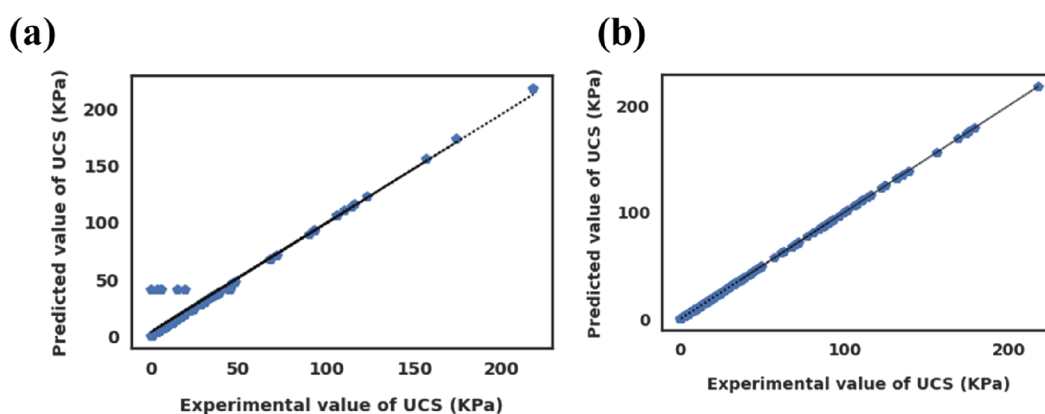 (a)
Predicted value of UCS (KPa)
200
150
100
50
0
0 50 100 150 200
Experimental value of UCS (KPa)
(b)
Predicted value of UCS (KPa)
200
100
0
0 100 200
Experimental value of UCS (KPa)